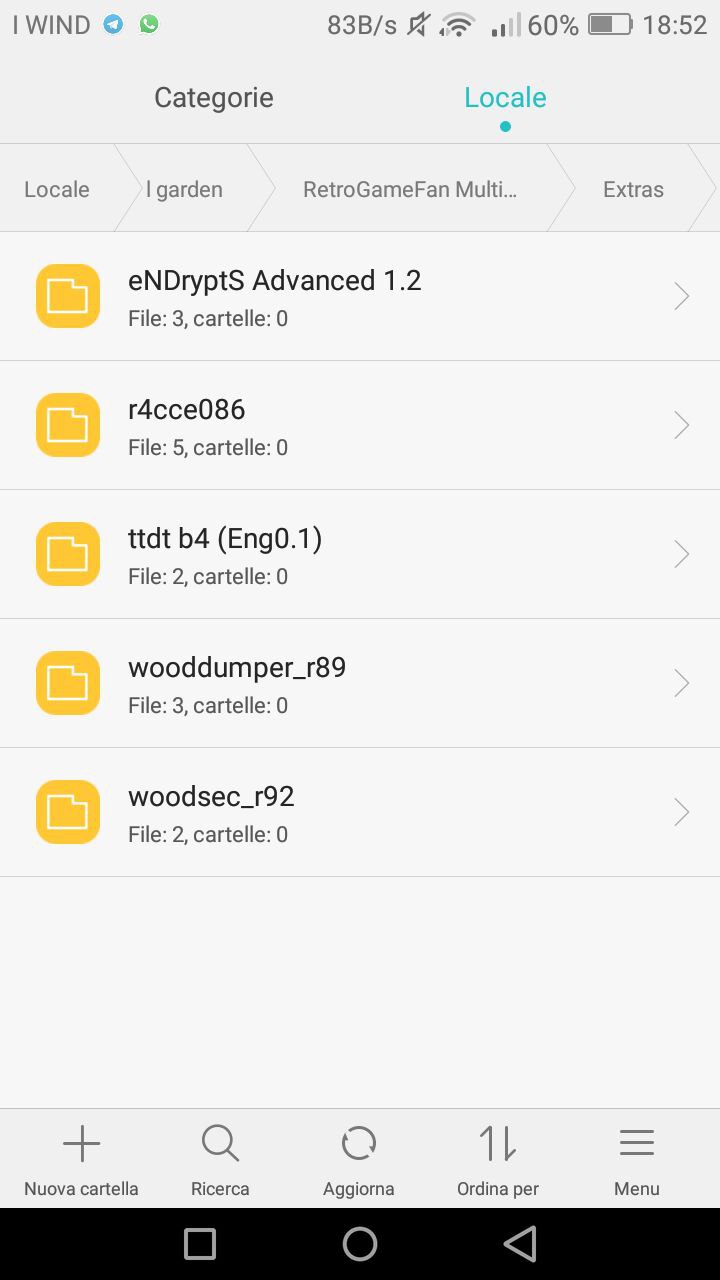 I WIND 83B/s 60% 18:52
Categorie Locale
Locale l garden RetroGameFan Multi... Extras
eNDryptS Advanced 1.2
File: 3, cartelle: 0
r4cce086
File: 5, cartelle: 0
ttdt b4 (Eng0.1)
File: 2, cartelle: 0
wooddumper_r89
File: 3, cartelle: 0
woodsec_r92
File: 2, cartelle: 0
Nuova cartella Ricerca Aggiorna Ordina per Menu